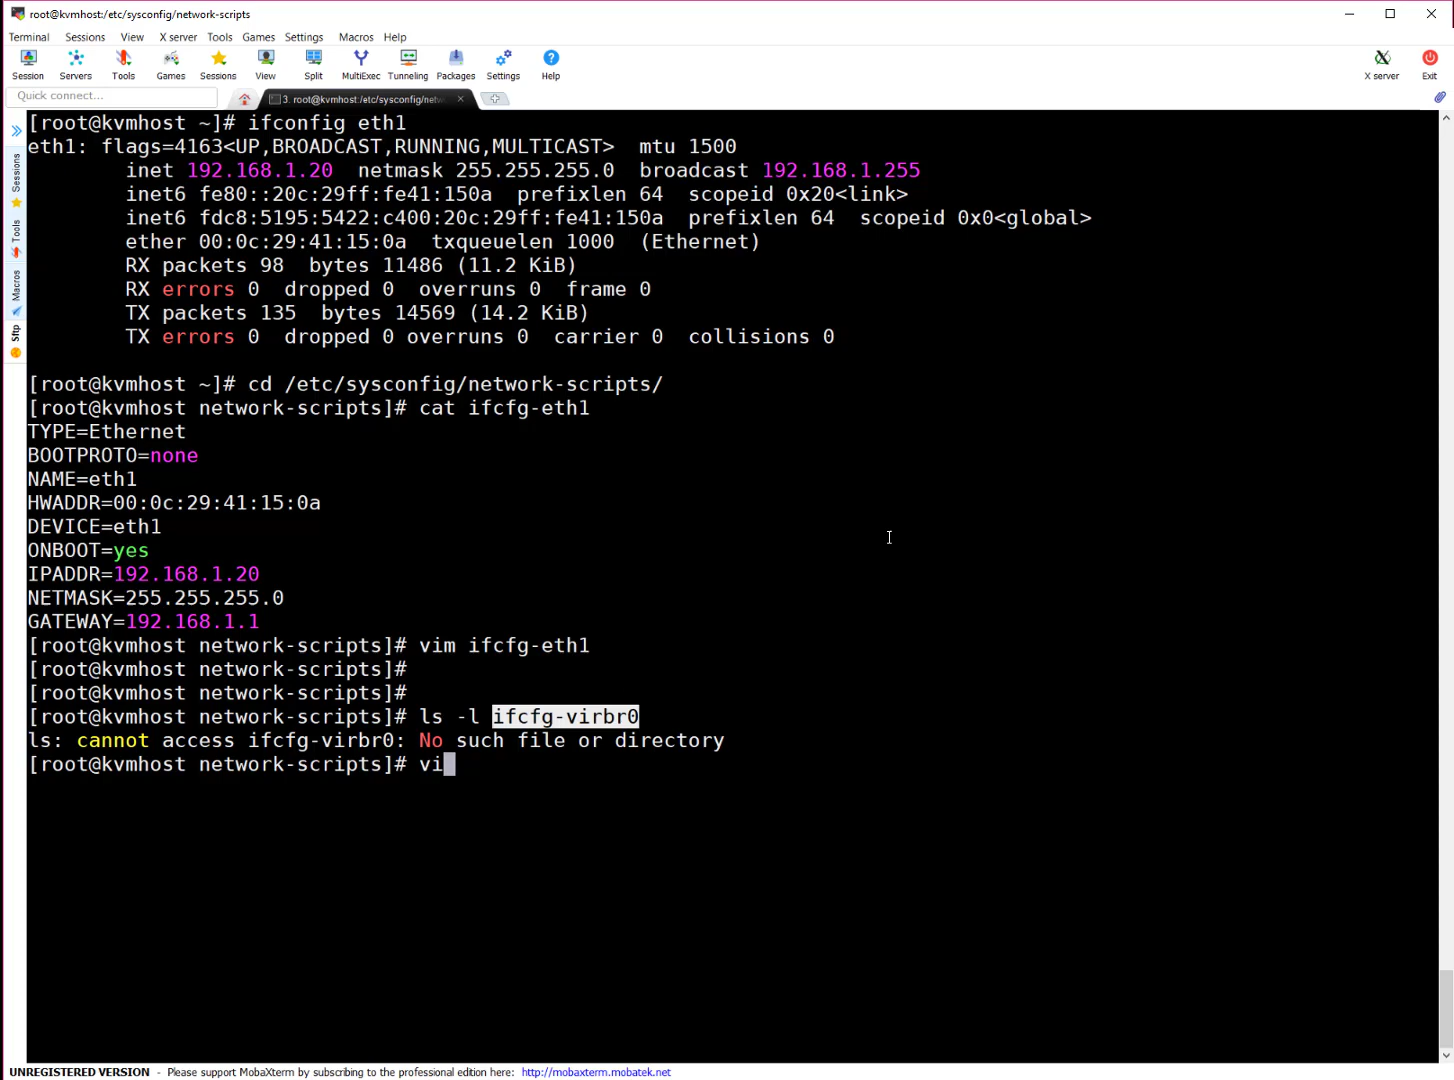 root@kvmhost:/etc/sysconfig/network-scripts
Terminal Sessions View X server Tools Games Settings Macros Help
Session Servers Tools Games Sessions View Split MultiExec Tunneling Packages Settings Help X server Exit
Quick connect... 3. root@kvmhost:/etc/sysconfig/netw
Sessions
Tools
Macros
Sftp
[root@kvmhost ~]# ifconfig eth1
eth1: flags=4163<UP,BROADCAST,RUNNING,MULTICAST>  mtu 1500
        inet 192.168.1.20  netmask 255.255.255.0  broadcast 192.168.1.255
        inet6 fe80::20c:29ff:fe41:150a  prefixlen 64  scopeid 0x20<link>
        inet6 fdc8:5195:5422:c400:20c:29ff:fe41:150a  prefixlen 64  scopeid 0x0<global>
        ether 00:0c:29:41:15:0a  txqueuelen 1000  (Ethernet)
        RX packets 98  bytes 11486 (11.2 KiB)
        RX errors 0  dropped 0  overruns 0  frame 0
        TX packets 135  bytes 14569 (14.2 KiB)
        TX errors 0  dropped 0 overruns 0  carrier 0  collisions 0
[root@kvmhost ~]# cd /etc/sysconfig/network-scripts/
[root@kvmhost network-scripts]# cat ifcfg-eth1
TYPE=Ethernet
BOOTPROTO=none
NAME=eth1
HWADDR=00:0c:29:41:15:0a
DEVICE=eth1
ONBOOT=yes
IPADDR=192.168.1.20
NETMASK=255.255.255.0
GATEWAY=192.168.1.1
[root@kvmhost network-scripts]# vim ifcfg-eth1
[root@kvmhost network-scripts]#
[root@kvmhost network-scripts]#
[root@kvmhost network-scripts]# ls -l ifcfg-virbr0
ls: cannot access ifcfg-virbr0: No such file or directory
[root@kvmhost network-scripts]# vi
UNREGISTERED VERSION - Please support MobaXterm by subscribing to the professional edition here: http://mobaxterm.mobatek.net